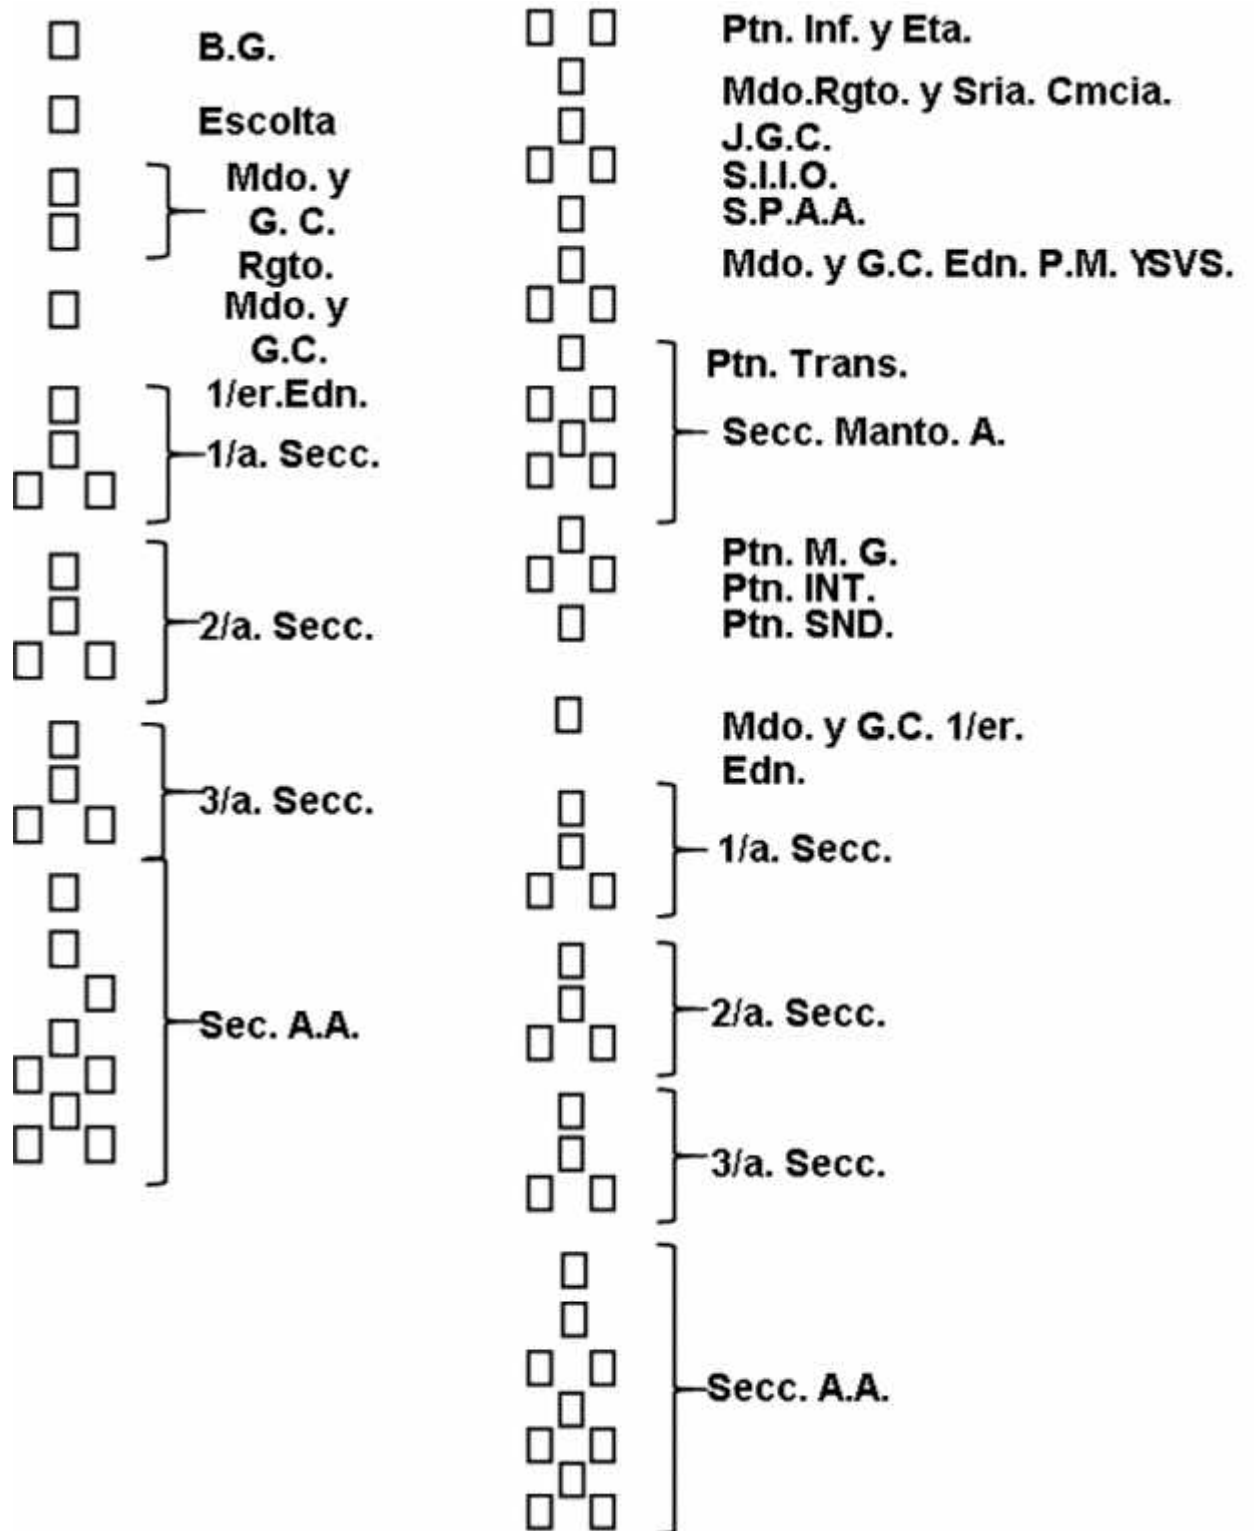 B.G.
Escolta
Mdo. y
G. C.
Rgto.
Mdo. y
G.C.
1/er.Edn.
1/a. Secc.
2/a. Secc.
3/a. Secc.
Sec. A.A.
Ptn. Inf. y Eta.
Mdo.Rgto. y Sria. Cmcia.
J.G.C.
S.I.I.O.
S.P.A.A.
Mdo. y G.C. Edn. P.M. YSVS.
Ptn. Trans.
Secc. Manto. A.
Ptn. M. G.
Ptn. INT.
Ptn. SND.
Mdo. y G.C. 1/er.
Edn.
1/a. Secc.
2/a. Secc.
3/a. Secc.
Secc. A.A.